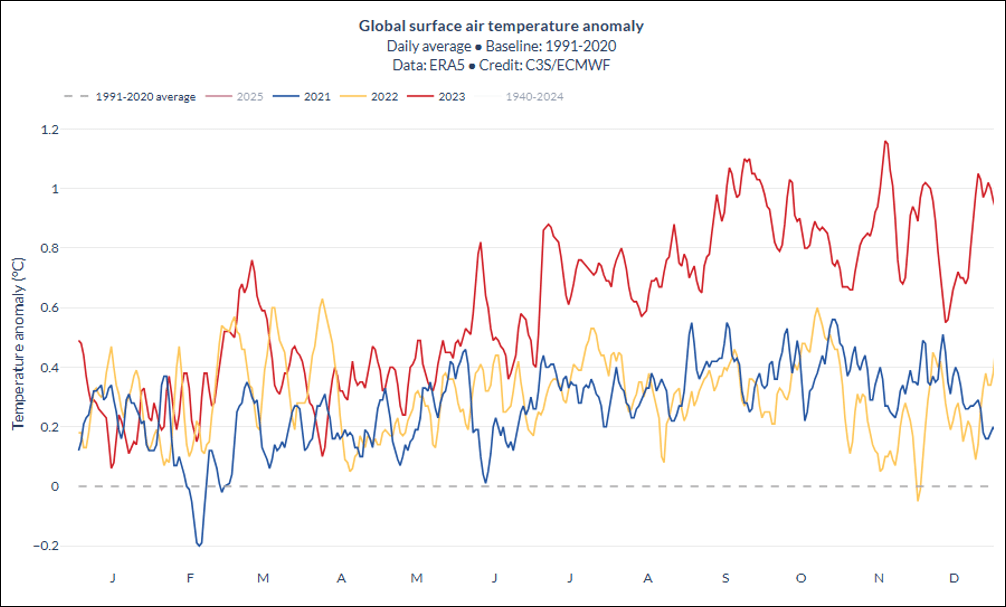 Global surface air temperature anomaly
Daily average ● Baseline: 1991-2020
Data: ERA5 ● Credit: C3S/ECMWF
1991-2020 average 2025 2021 2022 2023 1940-2024
1.2
1
0.8
0.6
0.4
0.2
0
−0.2
Temperature anomaly (°C)
J F M A M J J A S O N D